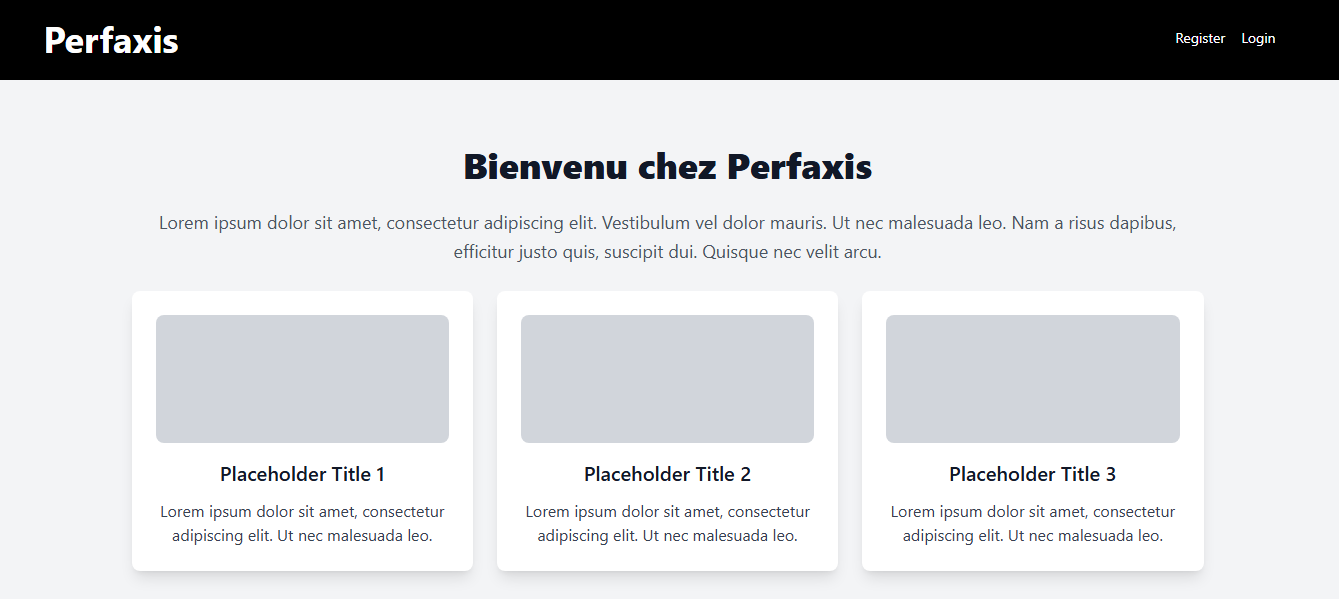 Perfaxis
Register Login
Bienvenu chez Perfaxis
Lorem ipsum dolor sit amet, consectetur adipiscing elit. Vestibulum vel dolor mauris. Ut nec malesuada leo. Nam a risus dapibus,
efficitur justo quis, suscipit dui. Quisque nec velit arcu.
Placeholder Title 1
Lorem ipsum dolor sit amet, consectetur
adipiscing elit. Ut nec malesuada leo.
Placeholder Title 2
Lorem ipsum dolor sit amet, consectetur
adipiscing elit. Ut nec malesuada leo.
Placeholder Title 3
Lorem ipsum dolor sit amet, consectetur
adipiscing elit. Ut nec malesuada leo.